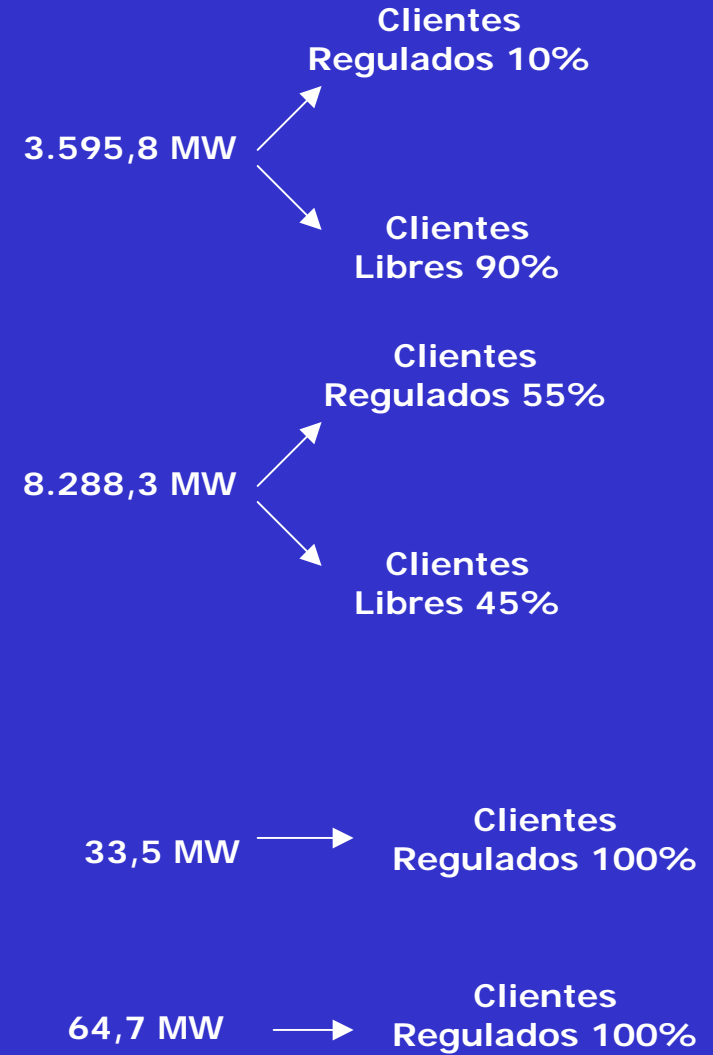 Clientes
Regulados 10%
3.595,8 MW
Clientes
Libres 90%
Clientes
Regulados 55%
8.288,3 MW
Clientes
Libres 45%
Clientes
Regulados 100%
33,5 MW
Clientes
Regulados 100%
64,7 MW